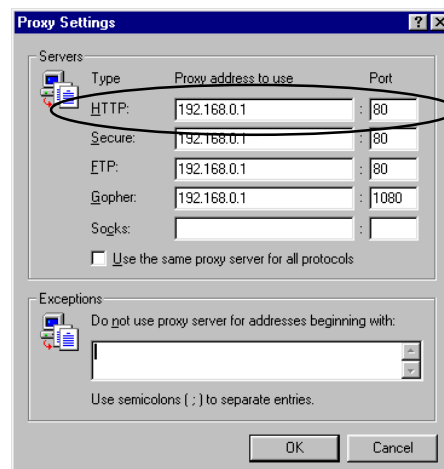 Proxy Settings
Servers
Type Proxy address to use Port
HTTP: 192.168.0.1 : 80
Secure: 192.168.0.1 : 80
FTP: 192.168.0.1 : 80
Gopher: 192.168.0.1 : 1080
Socks: :
Use the same proxy server for all protocols
Exceptions
Do not use proxy server for addresses beginning with:
Use semicolons ( ; ) to separate entries.
OK Cancel